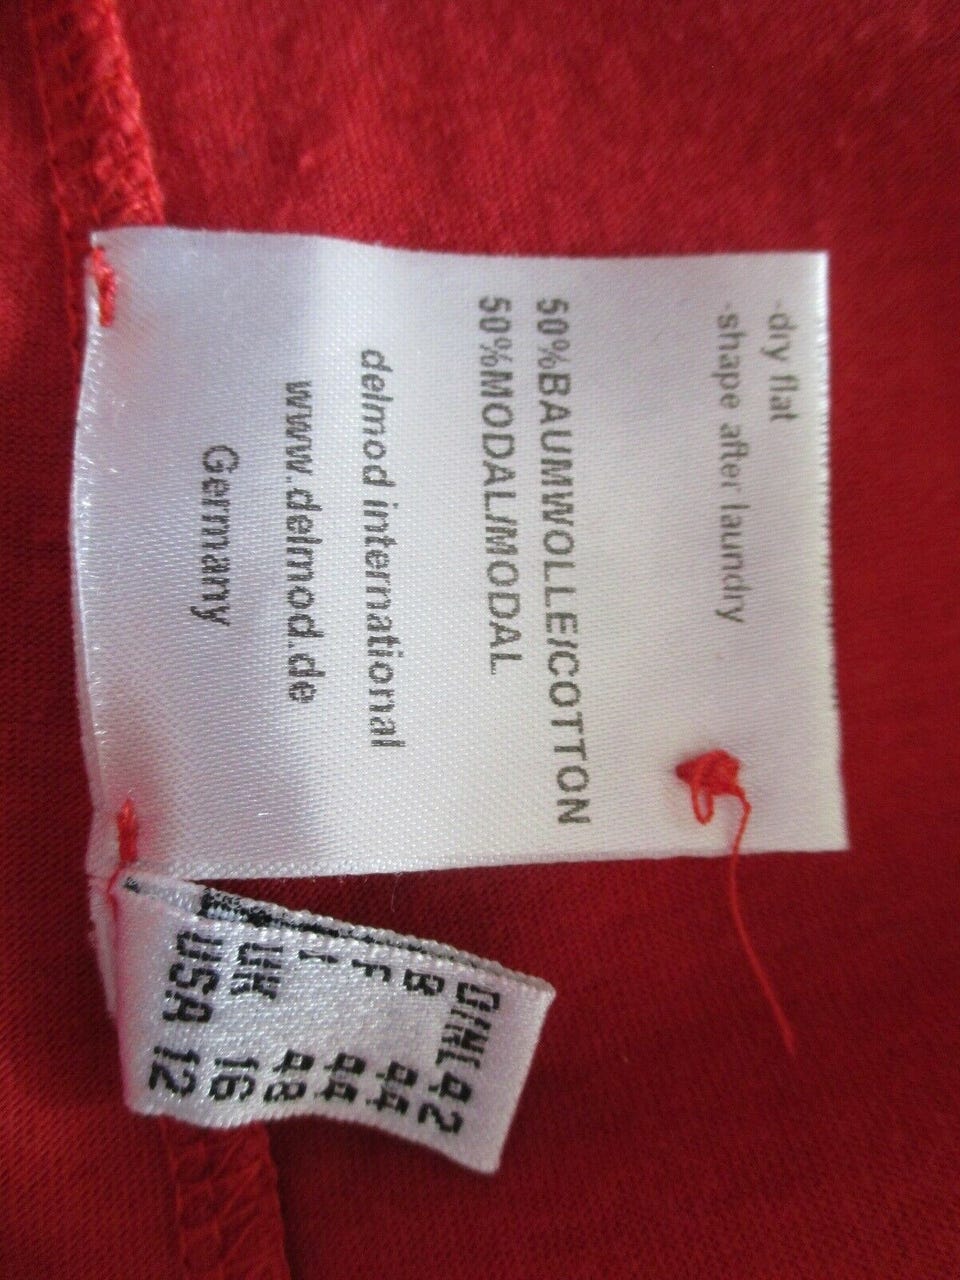 -dry flat
-shape after laundry
50%BAUMWOLLE/COTTON
50%MODAL/MODAL
delmod international
www.delmod.de
Germany
D/NL 42
B 44
F 44
I 48
UK 16
USA 12